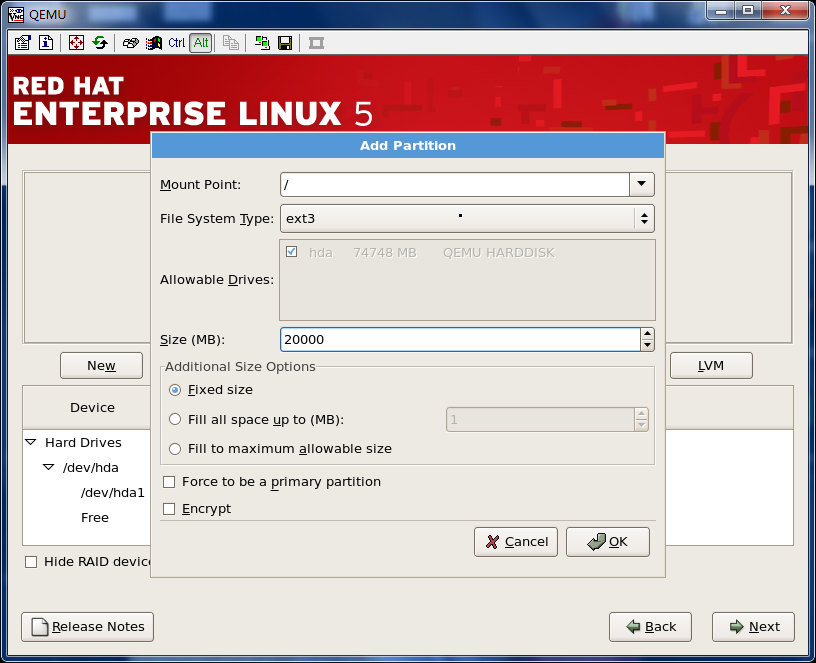 QEMU
Ctrl Alt
RED HAT
ENTERPRISE LINUX 5
Add Partition
Mount Point: /
File System Type: ext3
Allowable Drives:
hda 74748 MB QEMU HARDDISK
Size (MB): 20000
Additional Size Options
Fixed size
Fill all space up to (MB): 1
Fill to maximum allowable size
Force to be a primary partition
Encrypt
Cancel OK
New LVM
Device
Hard Drives
/dev/hda
/dev/hda1
Free
Hide RAID device
Release Notes Back Next